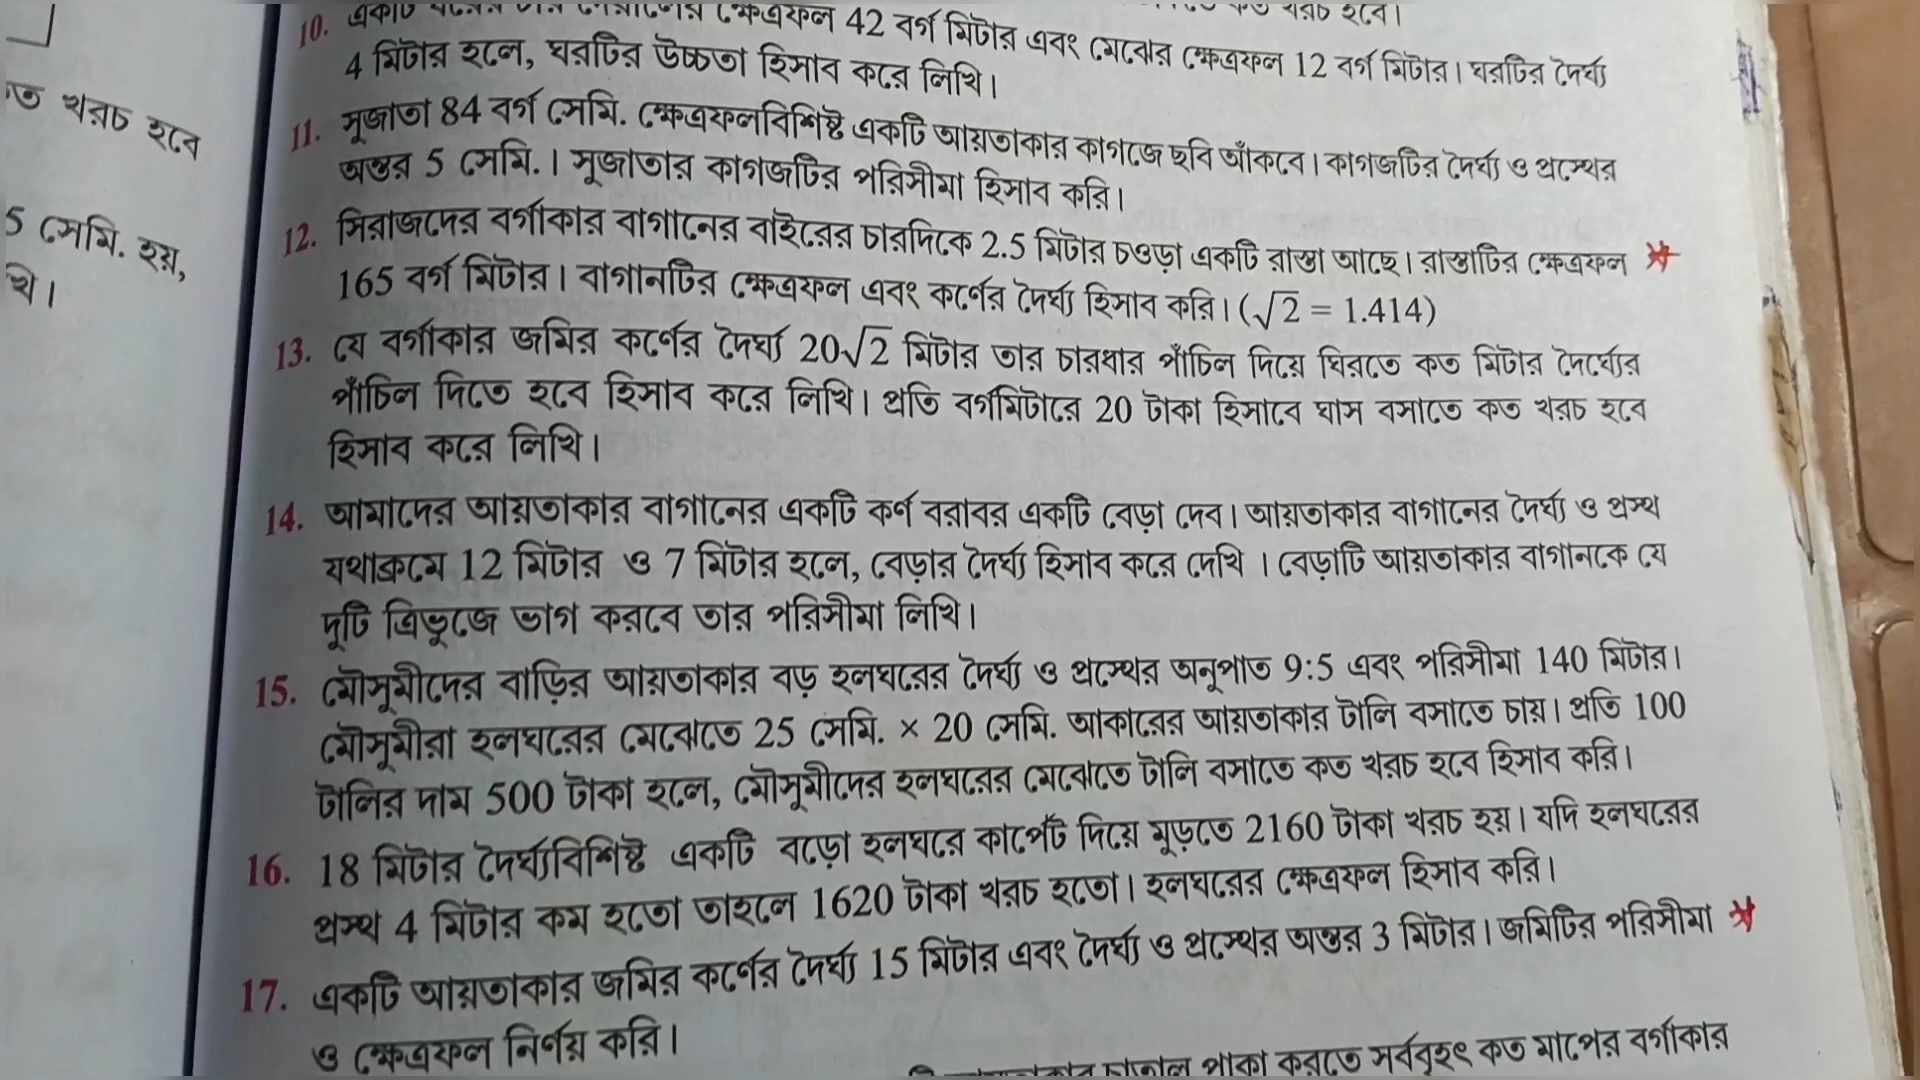 ত খরচ হবে
5 সেমি. হয়,
খি।
কত খরচ হবে।
10. ক্ষেত্রফল 42 বর্গ মিটার এবং মেঝের ক্ষেত্রফল 12 বর্গ মিটার। ঘরটির দৈর্ঘ্য
4 মিটার হলে, ঘরটির উচ্চতা হিসাব করে লিখি।
11. সুজাতা 84 বর্গ সেমি. ক্ষেত্রফলবিশিষ্ট একটি আয়তাকার কাগজে ছবি আঁকবে। কাগজটির দৈর্ঘ্য ও প্রস্থের
অন্তর 5 সেমি.। সুজাতার কাগজটির পরিসীমা হিসাব করি।
12. সিরাজদের বর্গাকার বাগানের বাইরের চারদিকে 2.5 মিটার চওড়া একটি রাস্তা আছে। রাস্তাটির ক্ষেত্রফল
165 বর্গ মিটার। বাগানটির ক্ষেত্রফল এবং কর্ণের দৈর্ঘ্য হিসাব করি। (√2 = 1.414)
13. যে বর্গাকার জমির কর্ণের দৈর্ঘ্য 20√2 মিটার তার চারধার পাঁচিল দিয়ে ঘিরতে কত মিটার দৈর্ঘ্যের
পাঁচিল দিতে হবে হিসাব করে লিখি। প্রতি বর্গমিটারে 20 টাকা হিসাবে ঘাস বসাতে কত খরচ হবে
হিসাব করে লিখি।
14. আমাদের আয়তাকার বাগানের একটি কর্ণ বরাবর একটি বেড়া দেব। আয়তাকার বাগানের দৈর্ঘ্য ও প্রস্থ
যথাক্রমে 12 মিটার ও 7 মিটার হলে, বেড়ার দৈর্ঘ্য হিসাব করে দেখি । বেড়াটি আয়তাকার বাগানকে যে
দুটি ত্রিভুজে ভাগ করবে তার পরিসীমা লিখি।
15. মৌসুমীদের বাড়ির আয়তাকার বড় হলঘরের দৈর্ঘ্য ও প্রস্থের অনুপাত 9:5 এবং পরিসীমা 140 মিটার।
মৌসুমীরা হলঘরের মেঝেতে 25 সেমি. × 20 সেমি. আকারের আয়তাকার টালি বসাতে চায়। প্রতি 100
টালির দাম 500 টাকা হলে, মৌসুমীদের হলঘরের মেঝেতে টালি বসাতে কত খরচ হবে হিসাব করি।
16. 18 মিটার দৈর্ঘ্যবিশিষ্ট একটি বড়ো হলঘরে কার্পেট দিয়ে মুড়তে 2160 টাকা খরচ হয়। যদি হলঘরের
প্রস্থ 4 মিটার কম হতো তাহলে 1620 টাকা খরচ হতো। হলঘরের ক্ষেত্রফল হিসাব করি।
17. একটি আয়তাকার জমির কর্ণের দৈর্ঘ্য 15 মিটার এবং দৈর্ঘ্য ও প্রস্থের অন্তর 3 মিটার। জমিটির পরিসীমা
ও ক্ষেত্রফল নির্ণয় করি।
পাকা করতে সর্ববৃহৎ কত মাপের বর্গাকার